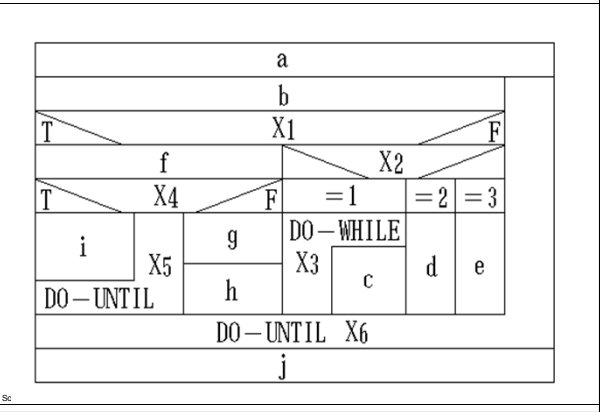 a
b
T X1 F
f X2
T X4 F =1 =2 =3
i X5 g DO-WHILE X3 c d e
h
DO-UNTIL
DO-UNTIL X6
j
Sc